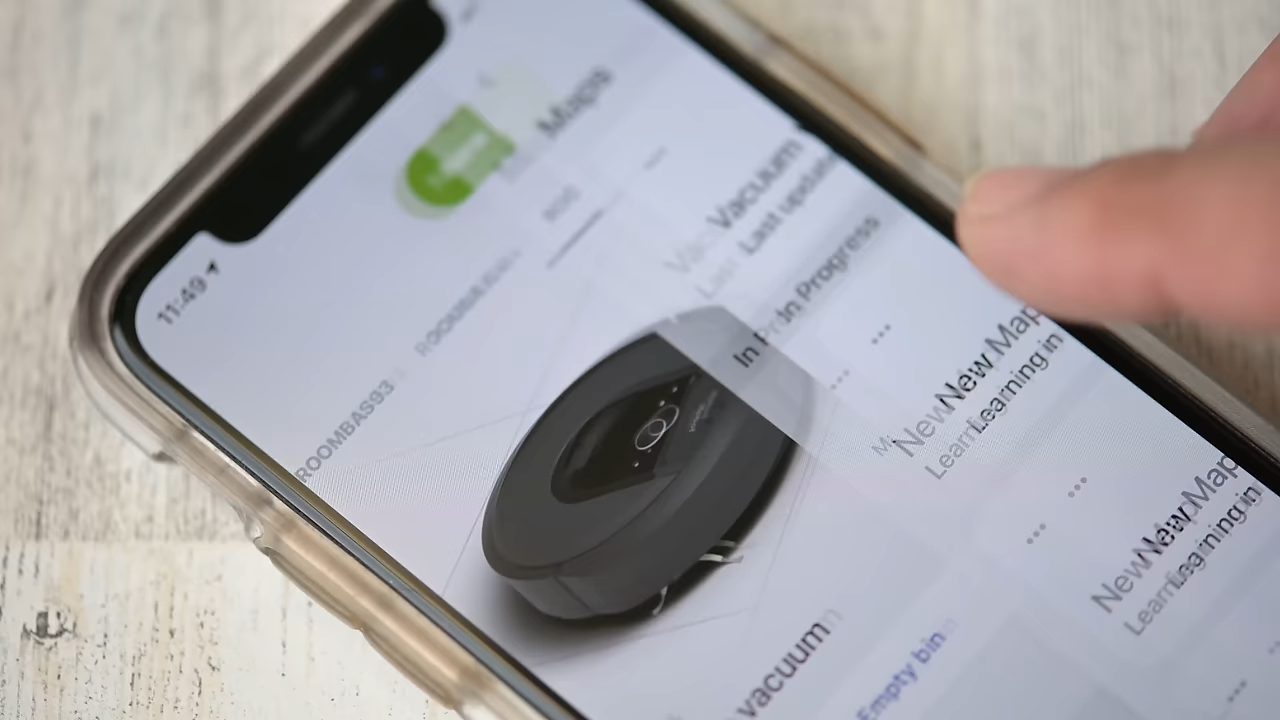 11:49
Maps
ROOMBAS93
Vacuum
Last update
In Progress
New Map
Learning in
New Map
Learning in
vacuum
Empty bin